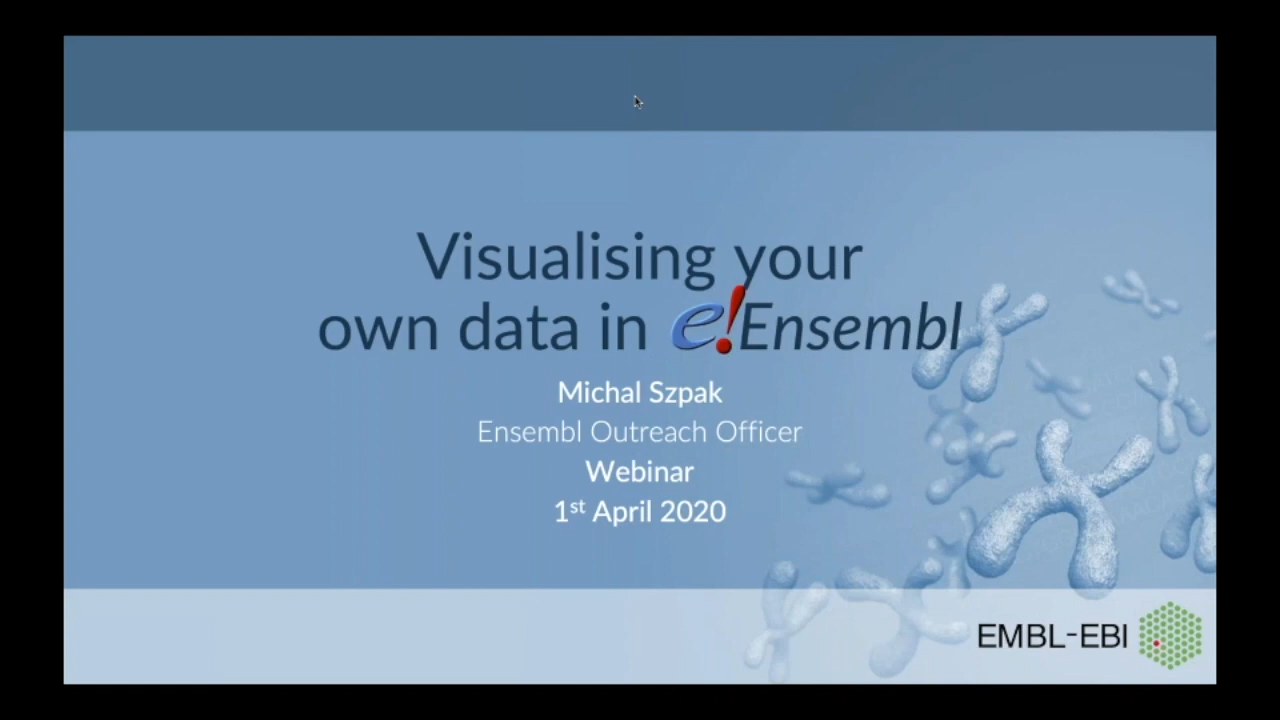 Visualising your
own data in e!Ensembl
Michal Szpak
Ensembl Outreach Officer
Webinar
1st April 2020
EMBL-EBI